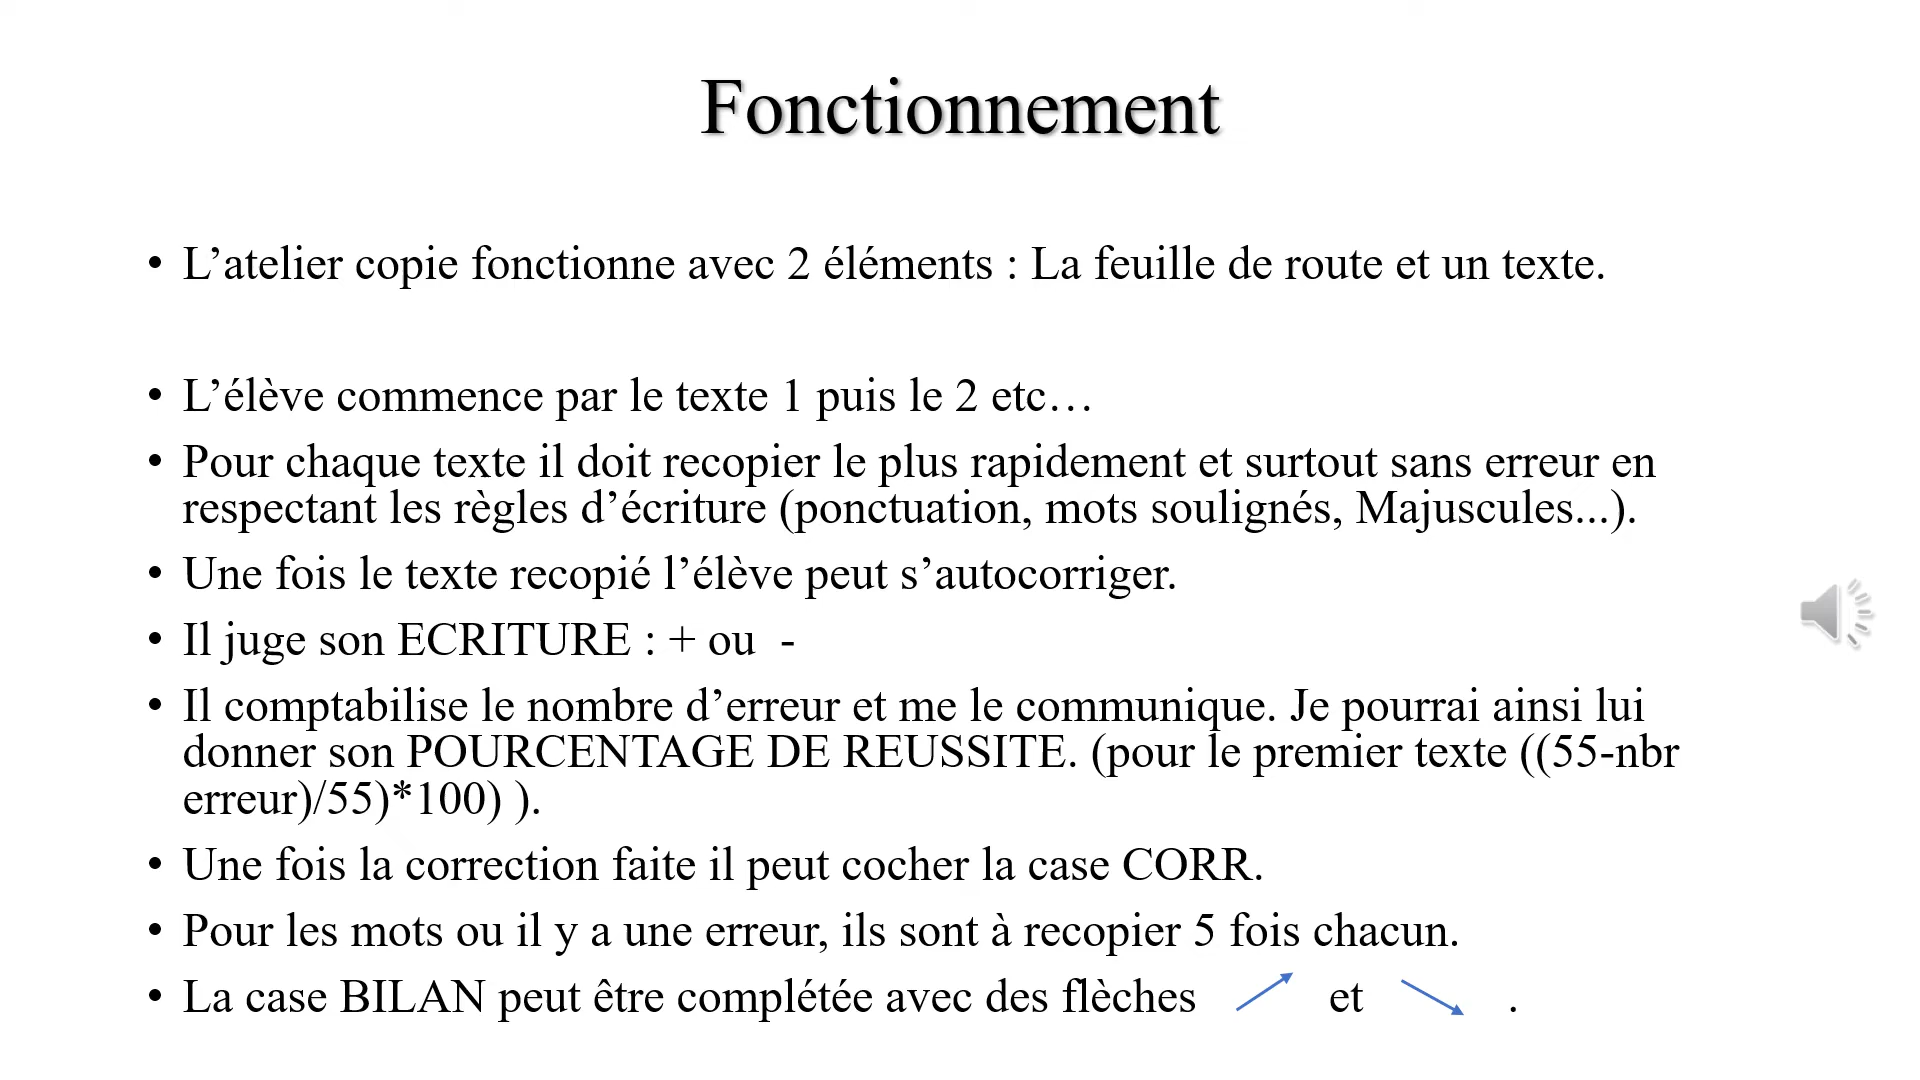 Fonctionnement
• L’atelier copie fonctionne avec 2 éléments : La feuille de route et un texte.
• L’élève commence par le texte 1 puis le 2 etc…
• Pour chaque texte il doit recopier le plus rapidement et surtout sans erreur en
respectant les règles d’écriture (ponctuation, mots soulignés, Majuscules...).
• Une fois le texte recopié l’élève peut s’autocorriger.
• Il juge son ECRITURE : + ou  -
• Il comptabilise le nombre d’erreur et me le communique. Je pourrai ainsi lui
donner son POURCENTAGE DE REUSSITE. (pour le premier texte ((55-nbr
erreur)/55)*100) ).
• Une fois la correction faite il peut cocher la case CORR.
• Pour les mots ou il y a une erreur, ils sont à recopier 5 fois chacun.
• La case BILAN peut être complétée avec des flèches et .